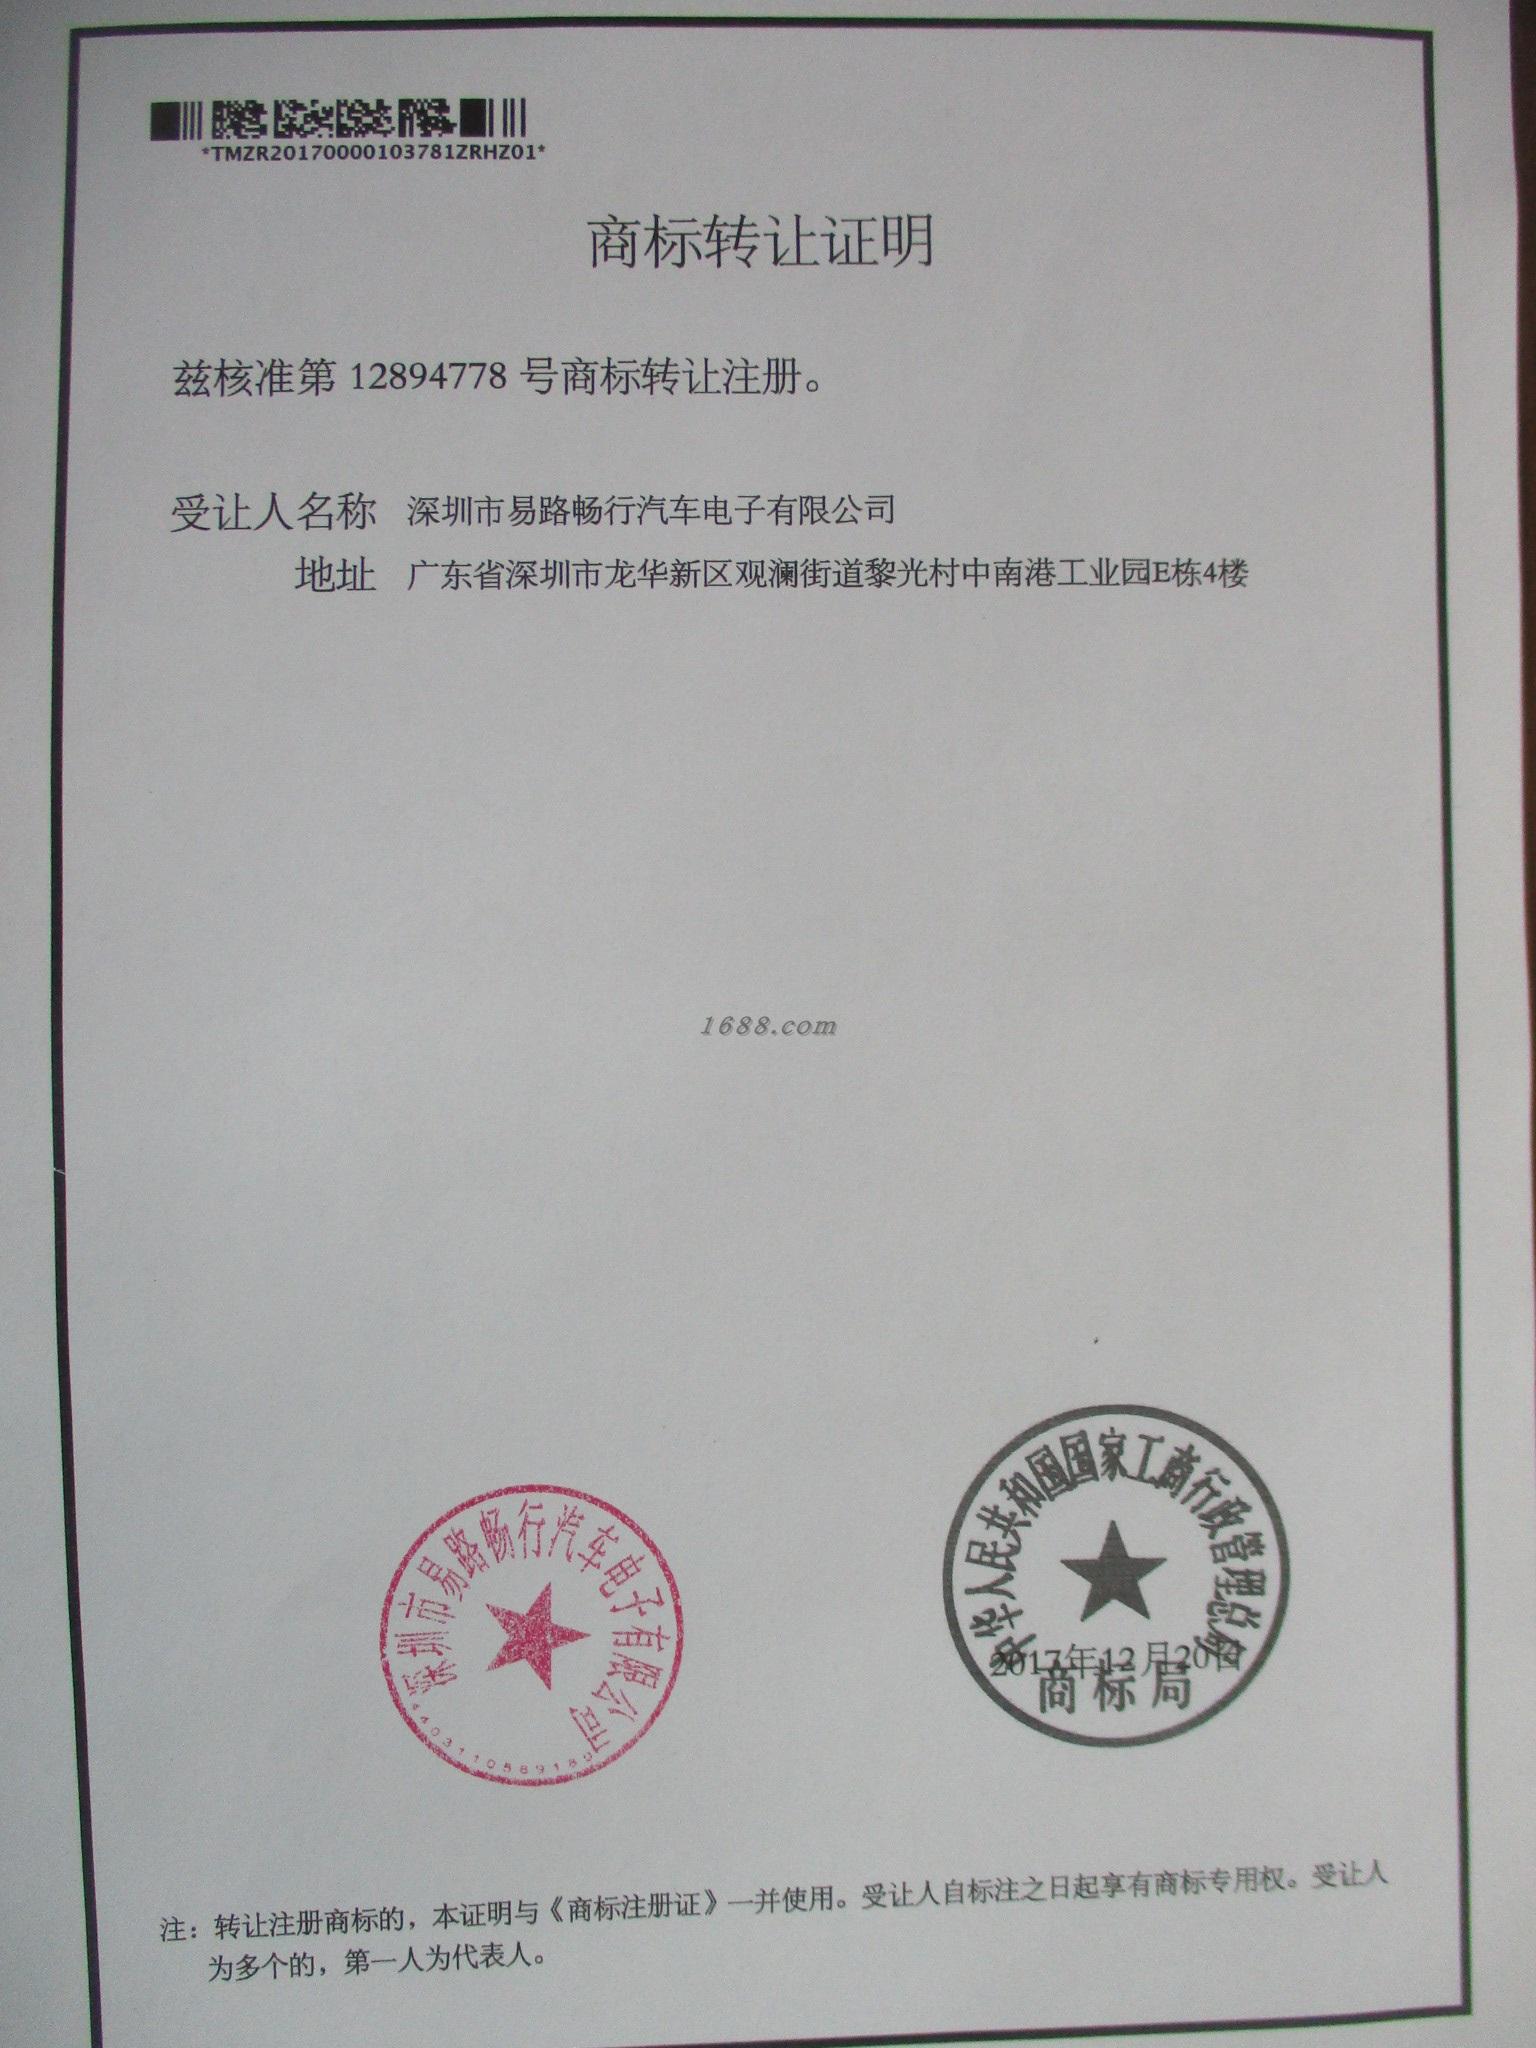 *TMZR20170000103781ZRHZ01*
商标转让证明
兹核准第 12894778 号商标转让注册。
受让人名称 深圳市易路畅行汽车电子有限公司
地址 广东省深圳市龙华新区观澜街道黎光村中南港工业园E栋4楼
1688.com
中华人民共和国国家工商行政管理总局
2017年12月20日
商标局
深圳市易路畅行汽车电子有限公司
注：转让注册商标的，本证明与《商标注册证》一并使用。受让人自标注之日起享有商标专用权。受让人
为多个的，第一人为代表人。